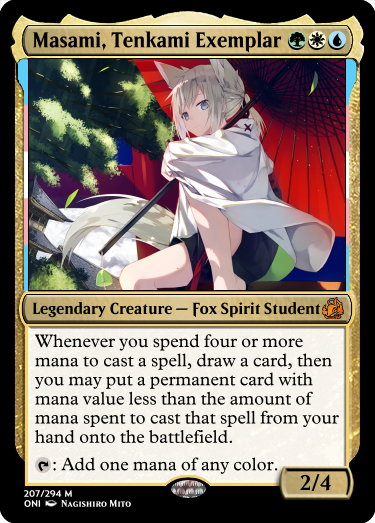 Masami, Tenkami Exemplar
Legendary Creature — Fox Spirit Student
Whenever you spend four or more
mana to cast a spell, draw a card, then
you may put a permanent card with
mana value less than the amount of
mana spent to cast that spell from your
hand onto the battlefield.
: Add one mana of any color.
2/4
207/294 M
ONI Nagishiro Mito